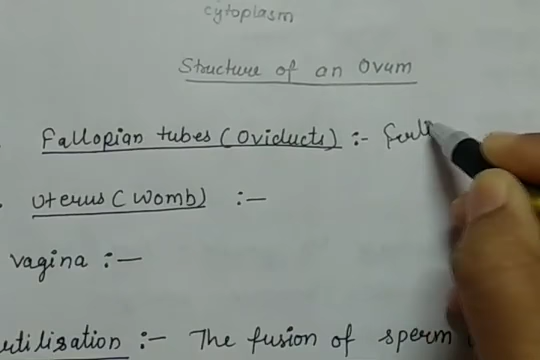 cytoplasm
Structure of an Ovum
Fallopian tubes (Oviducts) :-
Uterus (Womb) :-
vagina :-
:- The fusion of sperm